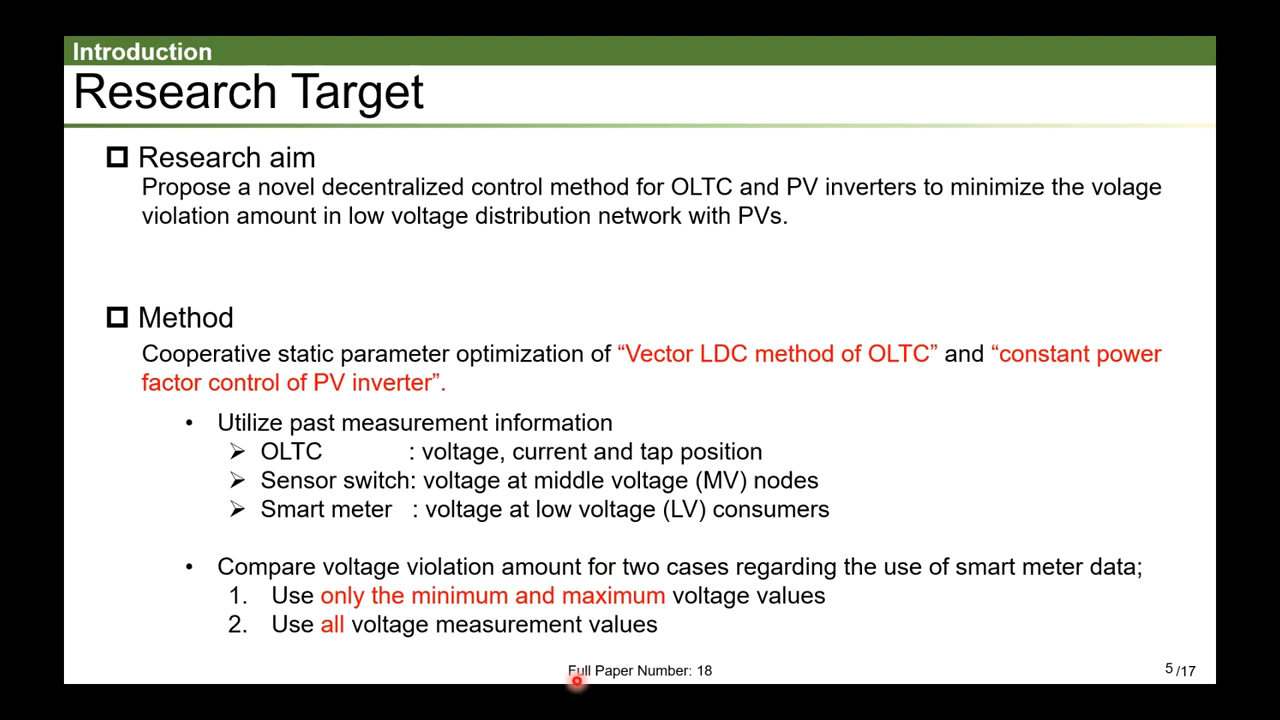 Introduction
Research Target
Research aim
Propose a novel decentralized control method for OLTC and PV inverters to minimize the volage
violation amount in low voltage distribution network with PVs.
Method
Cooperative static parameter optimization of “Vector LDC method of OLTC” and “constant power
factor control of PV inverter”.
• Utilize past measurement information
➢ OLTC : voltage, current and tap position
➢ Sensor switch: voltage at middle voltage (MV) nodes
➢ Smart meter : voltage at low voltage (LV) consumers
• Compare voltage violation amount for two cases regarding the use of smart meter data;
1. Use only the minimum and maximum voltage values
2. Use all voltage measurement values
Full Paper Number: 18
5 /17